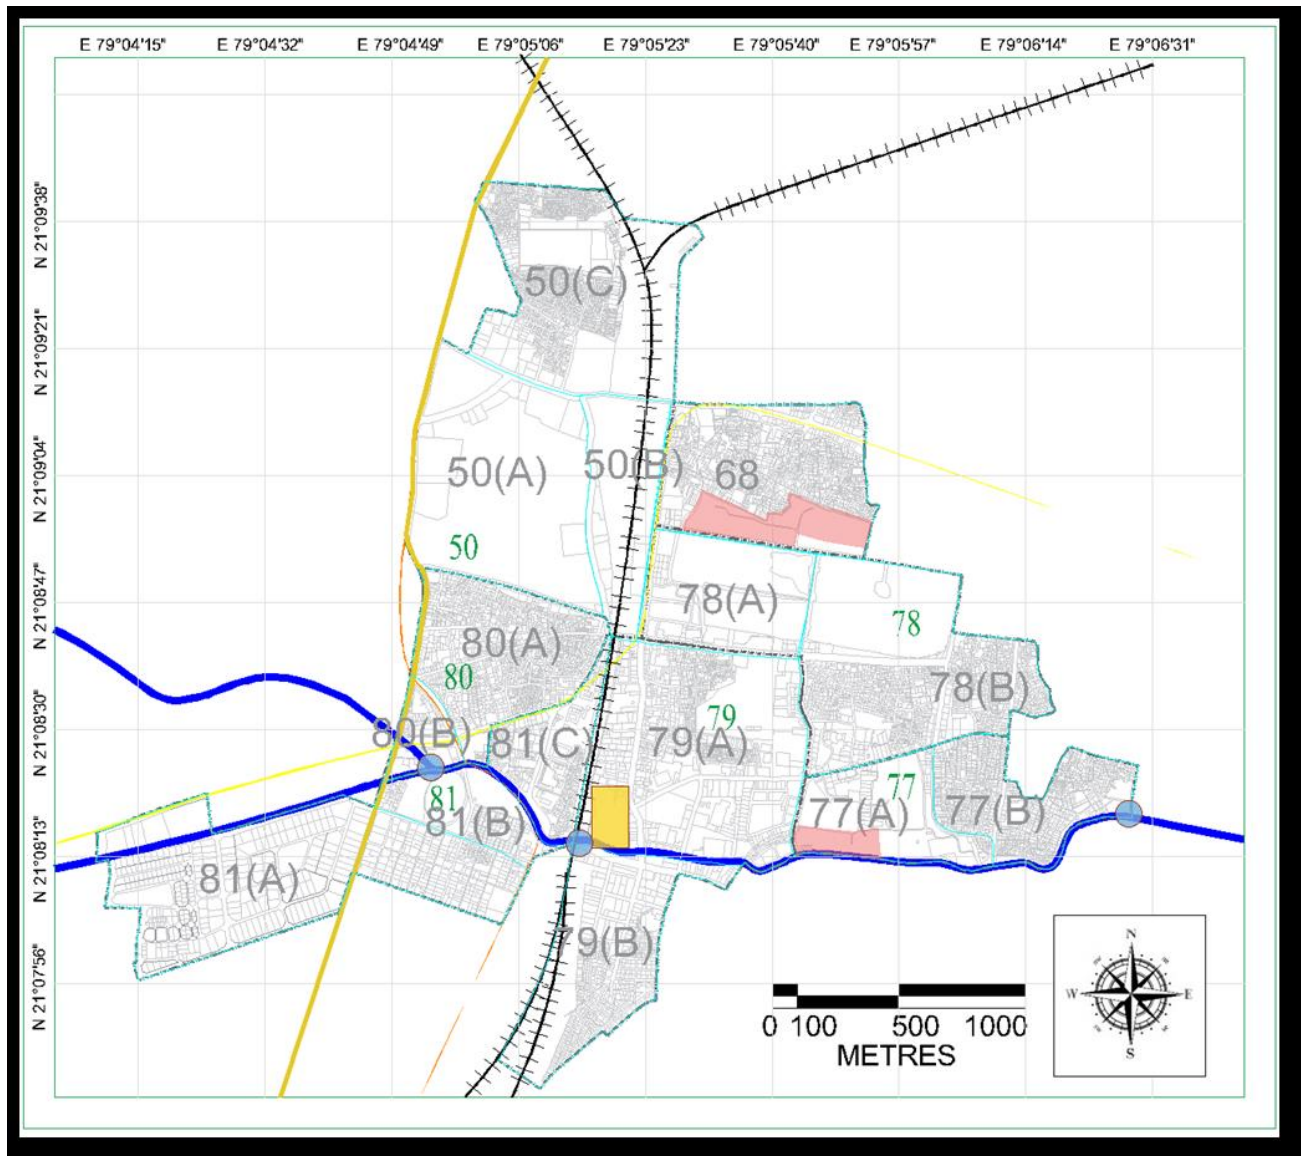 E 79°04'15" E 79°04'32" E 79°04'49" E 79°05'06" E 79°05'23" E 79°05'40" E 79°05'57" E 79°06'14" E 79°06'31"
N 21°09'38"
50(C)
N 21°09'21"
N 21°09'04"
50(A) 50(B) 68
50
N 21°08'47"
78(A)
78
80(A)
80
78(B)
N 21°08'30"
79
80(B) 81(C) 79(A)
77
81
77(A) 77(B)
81(B)
N 21°08'13"
81(A)
79(B)
N 21°07'56"
N
W E
S
0 100 500 1000
METRES